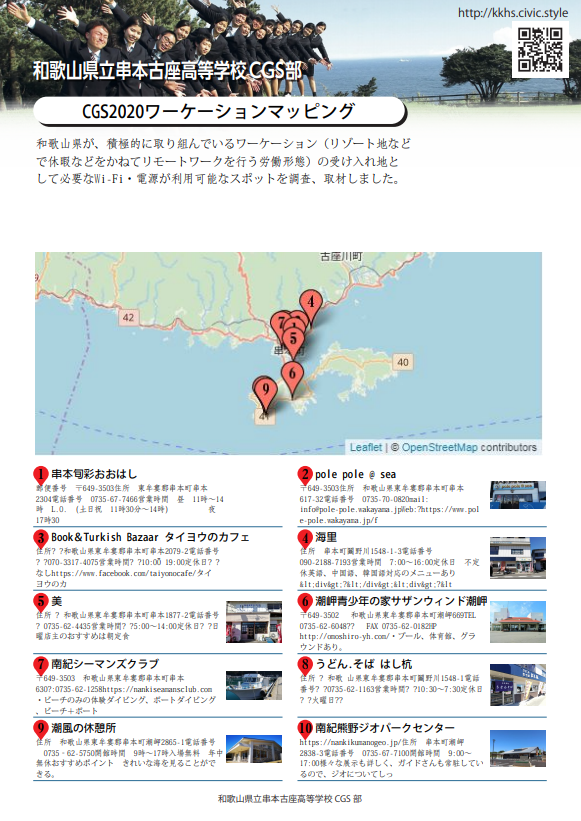 http://kkhs.civic.style
和歌山県立串本古座高等学校 CGS部
CGS2020ワーケーションマッピング
和歌山県が、積極的に取り組んでいるワーケーション（リゾート地など
で休暇などをかねてリモートワークを行う労働形態）の受け入れ地と
して必要なWi-Fi・電源が利用可能なスポットを調査、取材しました。
古座川町
42
4
7
5
40
6
9
Leaflet | © OpenStreetMap contributors
1 串本旬彩おおはし
郵便番号　〒649-3503住所　東牟婁郡串本町串本
2304電話番号　0735-67-7466営業時間　昼　11時～14
時　L.O.　(土日祝　11時30分～14時)　　　　夜
17時30
2 pole pole @ sea
〒649-3503住所　和歌山県東牟婁郡串本町串本
617-32電話番号　0735-70-0820mail:
info@pole-pole.wakayama.jp&web:?https://www.pol
e-pole.wakayama.jp/f
3 Book&Turkish Bazaar タイヨウのカフェ
住所??和歌山県東牟婁郡串本町串本2079-2電話番号
??070-3317-4075営業時間??10:00 19:00定休日??
なしhttps://www.facebook.com/taiyonocafe/タイ
ヨウのカ
4 海里
住所　串本町鬮野川1548-1-3電話番号
090-2188-7193営業時間　7:00～16:00定休日　不定
休英語、中国語、韓国語対応のメニューあり
&lt;div&gt;?&lt;/div&gt;&lt;div&gt;
5 美
住所 ? 和歌山県東牟婁郡串本町串本1877-2電話番号
? 0735-62-4435営業時間? 75:00～14:00定休日? ?日
曜店主のおすすめは朝定食
6 潮岬青少年の家サザンウィンド潮岬
〒649-3502　和歌山県東牟婁郡串本町潮岬669TEL
0735-62-6048??　FAX 0735-62-0182HP
http://omoshiro-yh.com/・プール、体育館、グラ
ウンドあり。
7 南紀シーマンズクラブ
〒649-3503　和歌山県東牟婁郡串本町串本
630?:0735-62-1258https://nankiseamansclub.com
・ビーチのみの体験ダイビング、ボートダイビング
、ビーチ＋ボート
8 うどん.そば はし杭
住所 ? 和歌 山県東牟婁郡串本町鬮野川1548-1電話
番号? ?0735-62-1163営業時間? ?10:30～7:30定休日
? ?火曜日??
9 潮風の休憩所
住所　和歌山県東牟婁郡串本町潮岬2865-1電話番号
0735-62-5750開館時間　9時～17時入場無料　年中
無休おすすめポイント　きれいな海を見ることがで
きる。
10 南紀熊野ジオパークセンター
https://nankikumanogeo.jp/住所　串本町潮岬
2838-3電話番号　0735-67-7100開館時間　9:00～
17:00様々な展示も詳しく、ガイドさんも常駐してい
るので、ジオについてしっ
和歌山県立串本古座高等学校 CGS 部